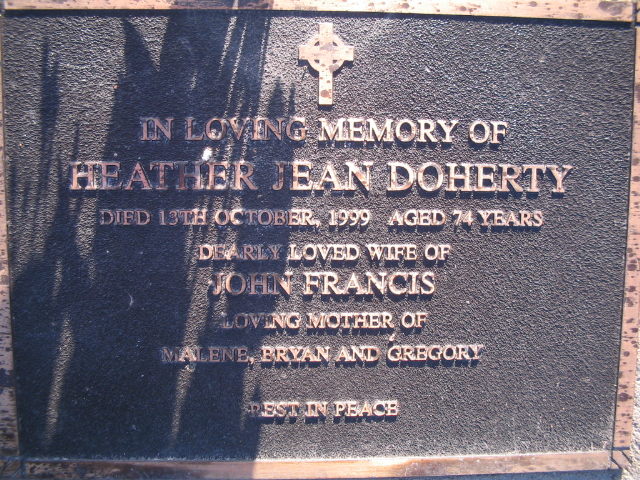 IN LOVING MEMORY OF
HEATHER JEAN DOHERTY
DIED 13TH OCTOBER, 1999 AGED 74 YEARS
DEARLY LOVED WIFE OF
JOHN FRANCIS
LOVING MOTHER OF
MALENE, BRYAN AND GREGORY
REST IN PEACE